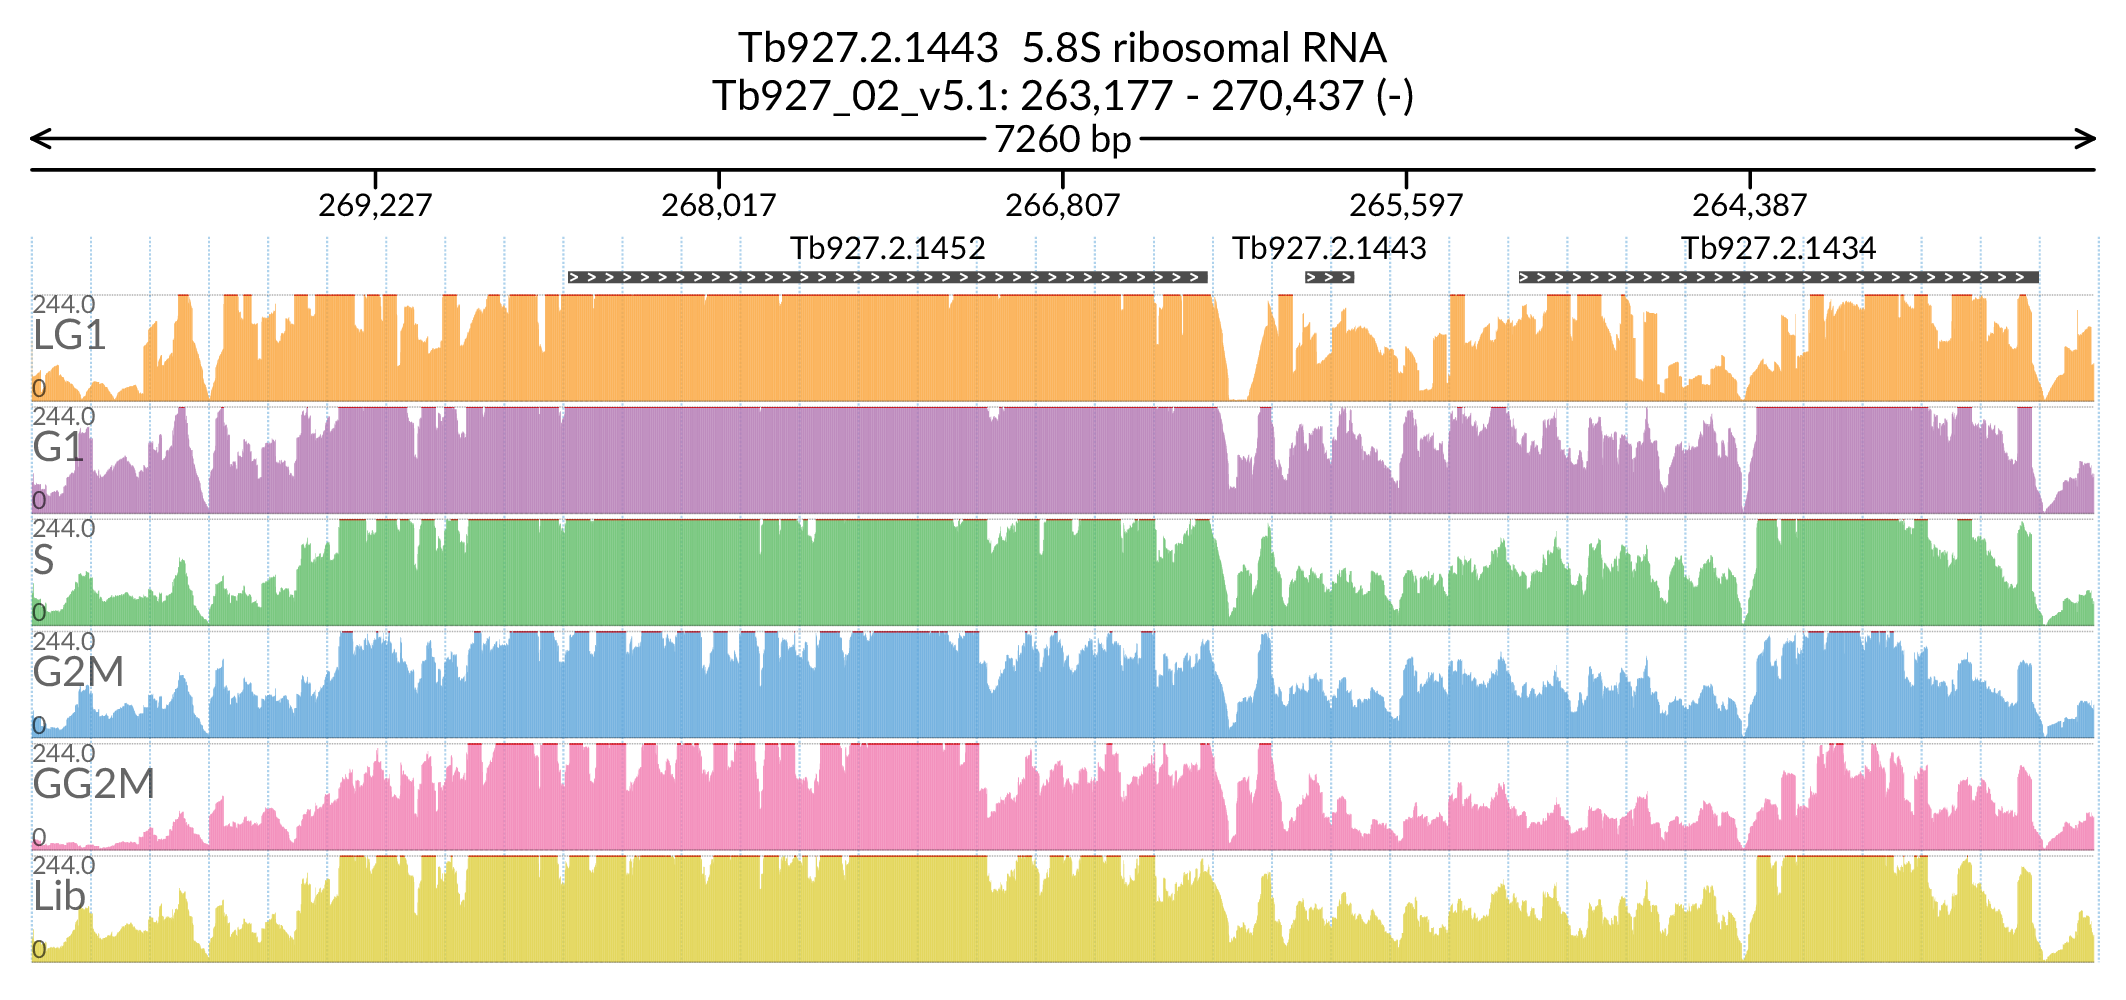 Tb927.2.1443 5.8S ribosomal RNA
Tb927_02_v5.1: 263,177 - 270,437 (-)
7260 bp
269,227 268,017 266,807 265,597 264,387
Tb927.2.1452 Tb927.2.1443 Tb927.2.1434
244.0
LG1
0
244.0
G1
0
244.0
S
0
244.0
G2M
0
244.0
GG2M
0
244.0
Lib
0